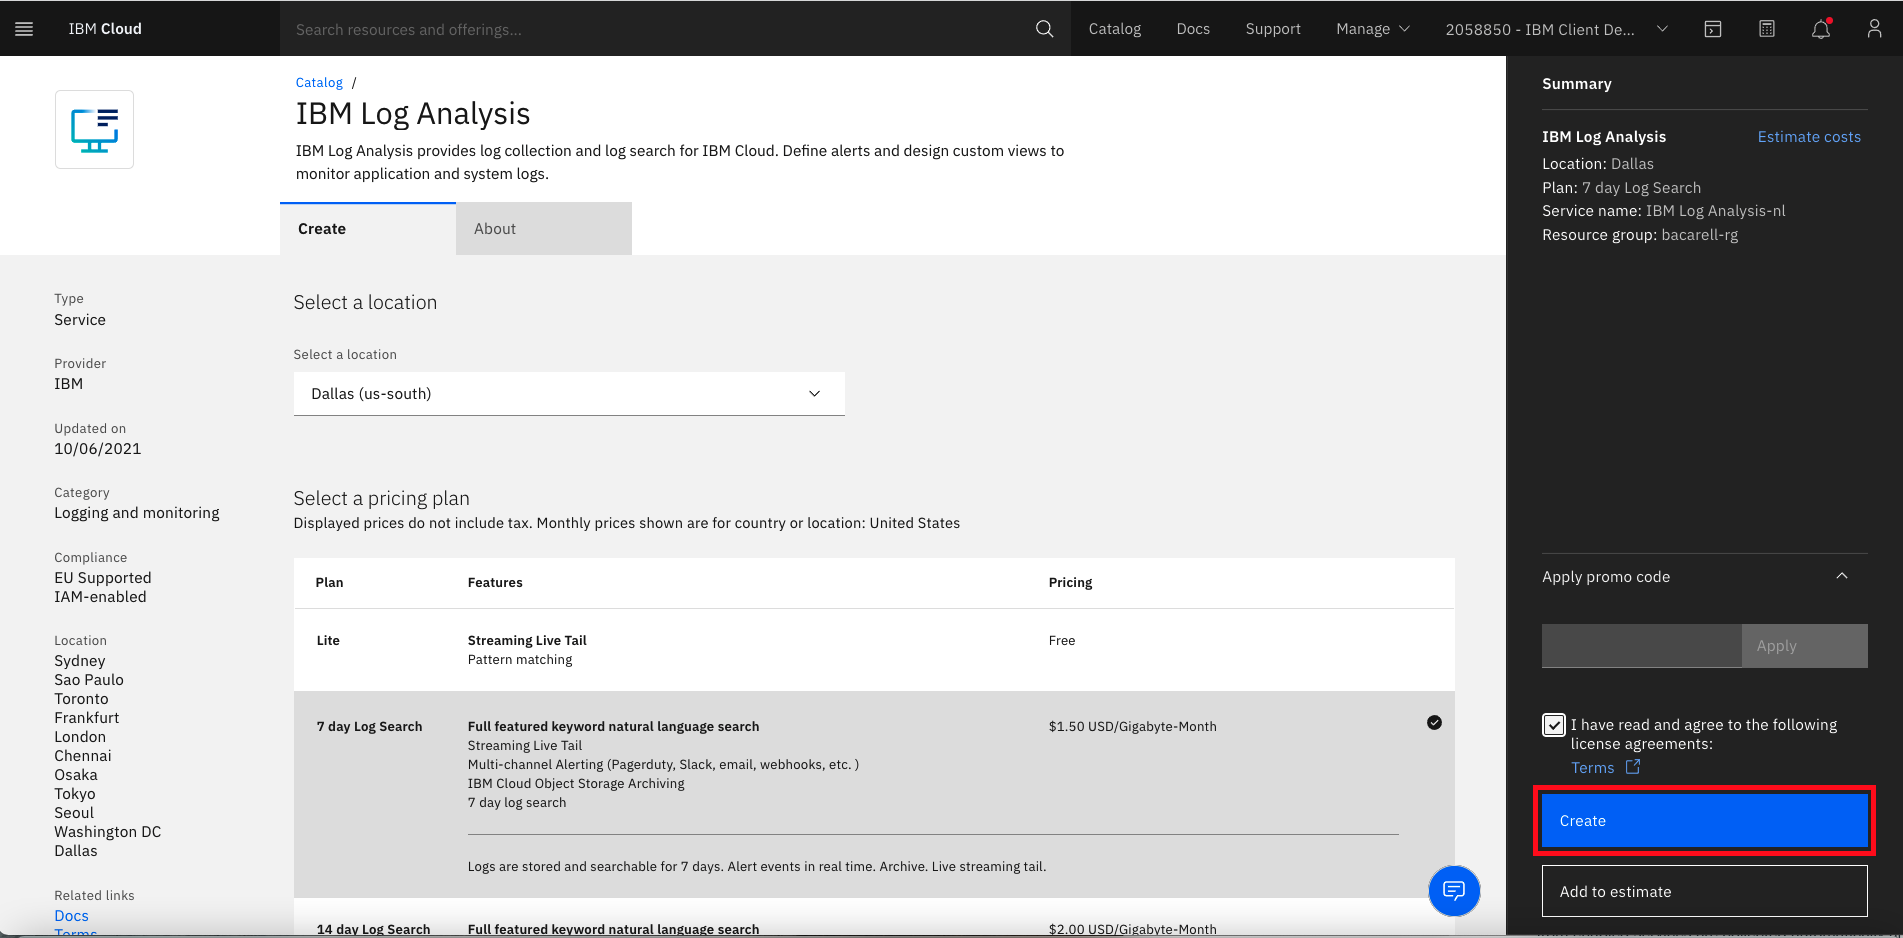 IBM Cloud
Search resources and offerings...
Catalog
Docs
Support
Manage
2058850 - IBM Client De...
Catalog /
IBM Log Analysis
IBM Log Analysis provides log collection and log search for IBM Cloud. Define alerts and design custom views to
monitor application and system logs.
Create
About
Type
Service
Provider
IBM
Updated on
10/06/2021
Category
Logging and monitoring
Compliance
EU Supported
IAM-enabled
Location
Sydney
Sao Paulo
Toronto
Frankfurt
London
Chennai
Osaka
Tokyo
Seoul
Washington DC
Dallas
Related links
Docs
Terms
Select a location
Select a location
Dallas (us-south)
Select a pricing plan
Displayed prices do not include tax. Monthly prices shown are for country or location: United States
Plan Features Pricing
Lite Streaming Live Tail Free
Pattern matching
7 day Log Search Full featured keyword natural language search $1.50 USD/Gigabyte-Month
Streaming Live Tail
Multi-channel Alerting (Pagerduty, Slack, email, webhooks, etc. )
IBM Cloud Object Storage Archiving
7 day log search
Logs are stored and searchable for 7 days. Alert events in real time. Archive. Live streaming tail.
14 day Log Search Full featured keyword natural language search $2.00 USD/Gigabyte-Month
Summary
IBM Log Analysis Estimate costs
Location: Dallas
Plan: 7 day Log Search
Service name: IBM Log Analysis-nl
Resource group: bacarell-rg
Apply promo code
Apply
I have read and agree to the following
license agreements:
Terms
Create
Add to estimate